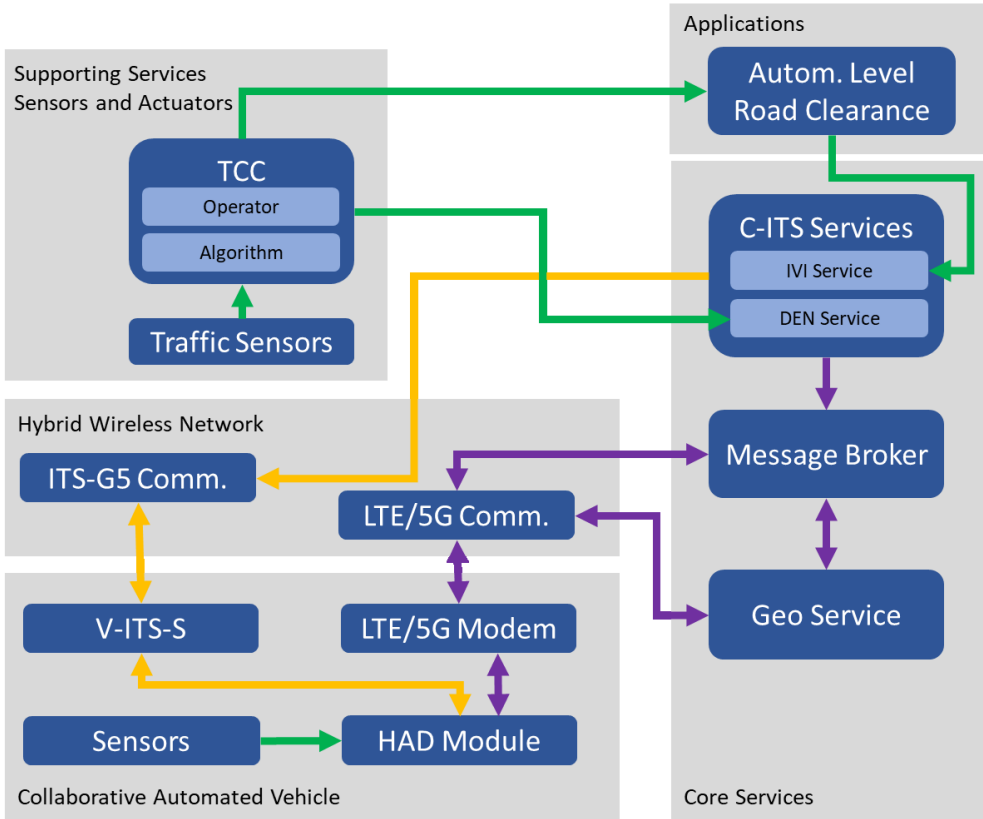 Supporting Services
Sensors and Actuators
TCC
Operator
Algorithm
Traffic Sensors
Applications
Autom. Level
Road Clearance
C-ITS Services
IVI Service
DEN Service
Message Broker
Geo Service
Core Services
Hybrid Wireless Network
ITS-G5 Comm.
LTE/5G Comm.
V-ITS-S
LTE/5G Modem
Sensors
HAD Module
Collaborative Automated Vehicle